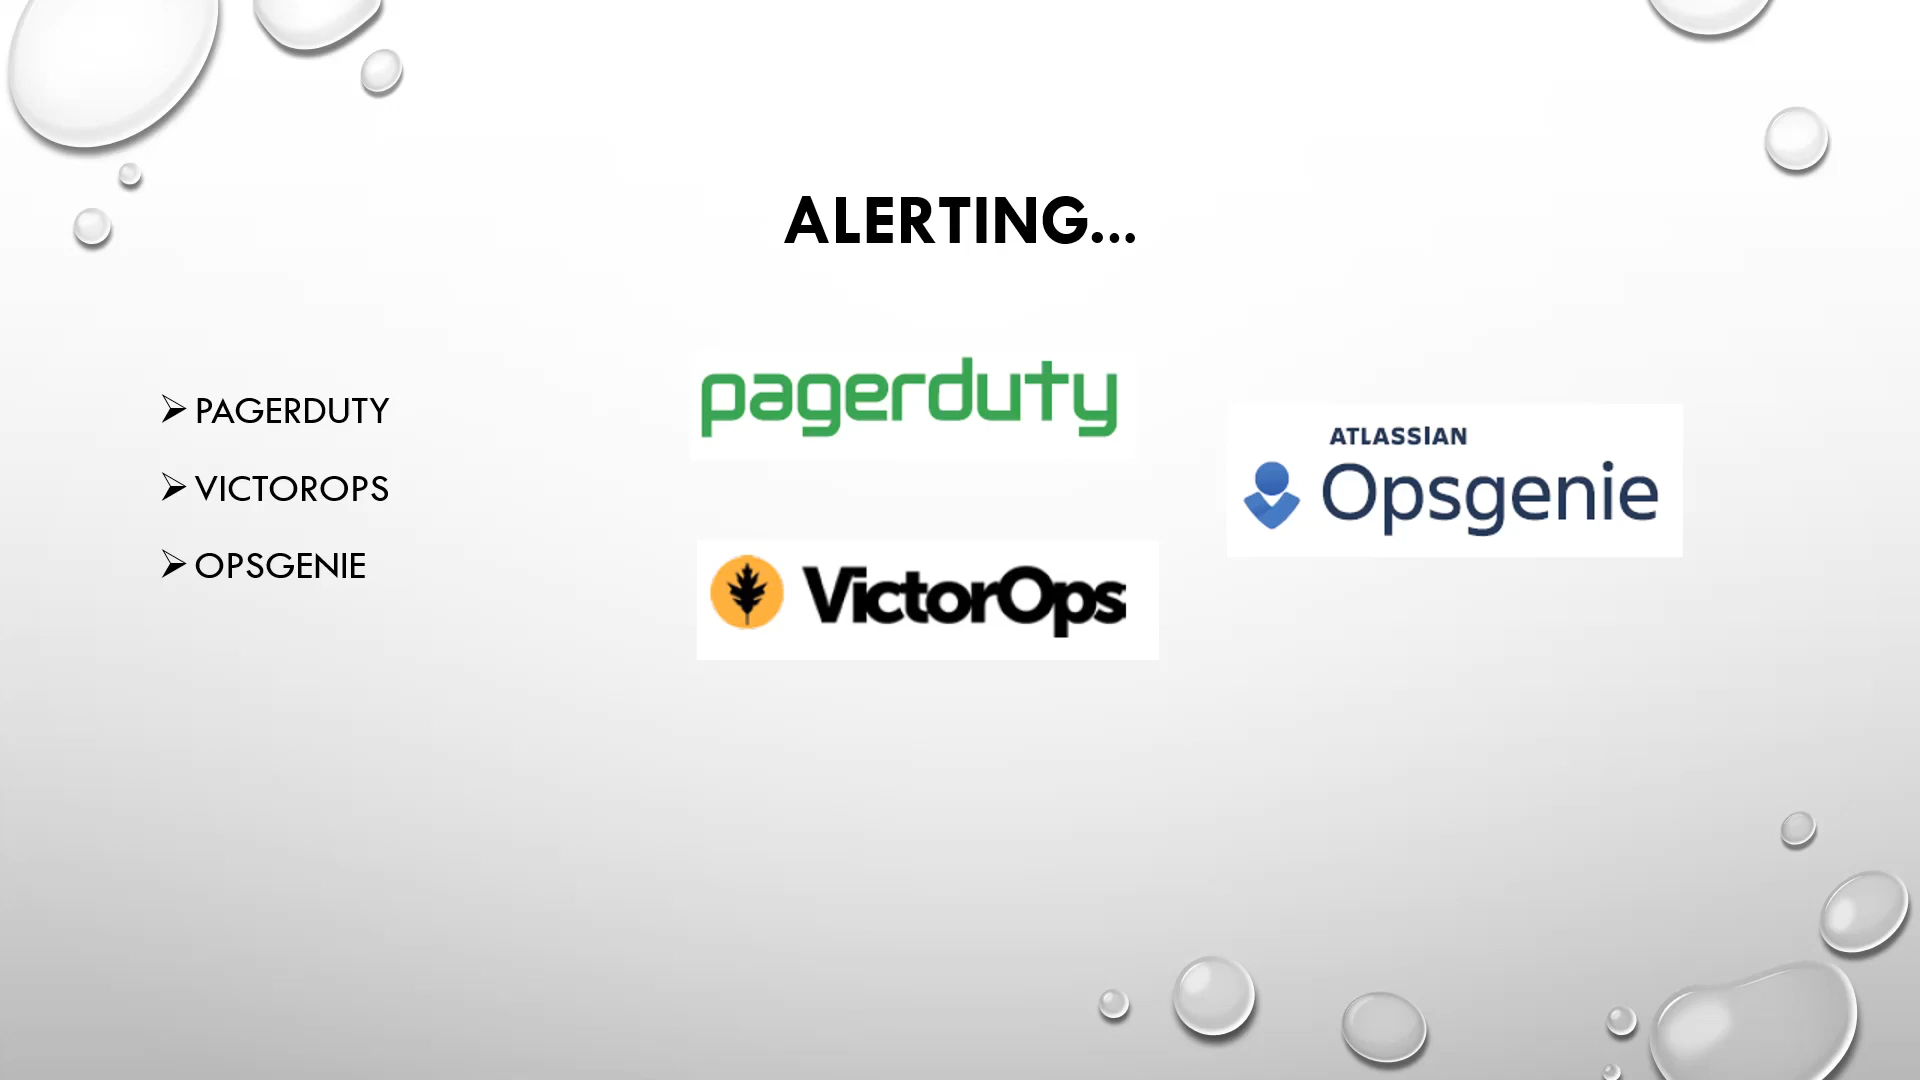 ALERTING...
PAGERDUTY
VICTOROPS
OPSGENIE
pagerduty
VictorOps
ATLASSIAN
Opsgenie